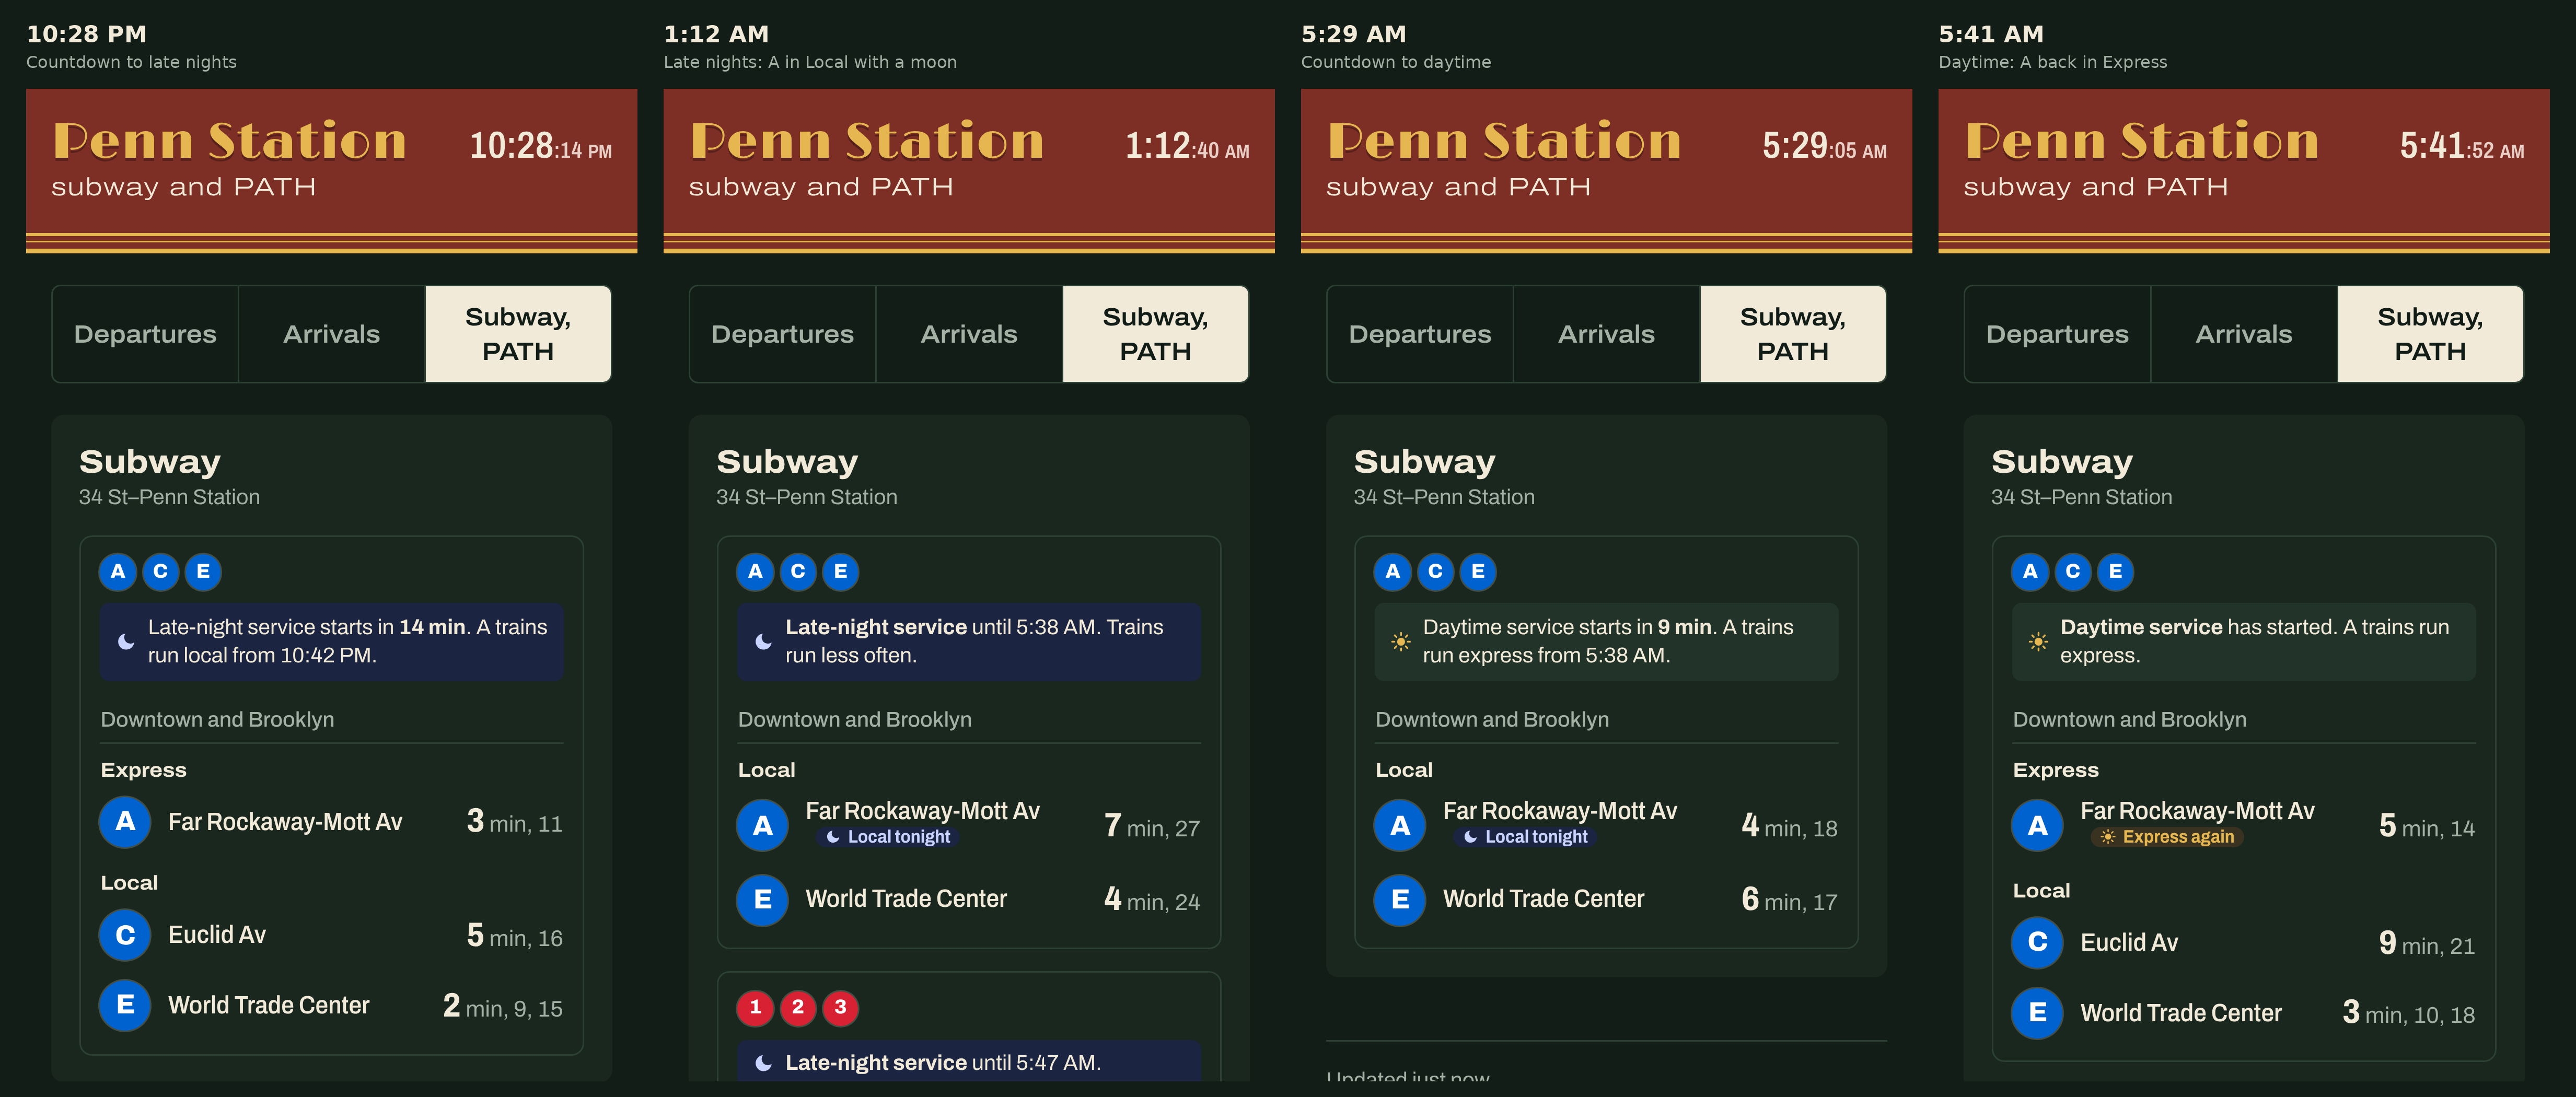 10:28 PM
Countdown to late nights
Penn Station
10:28:14 PM
subway and PATH
Departures
Arrivals
Subway,
PATH
Subway
34 St–Penn Station
A C E
Late-night service starts in 14 min. A trains
run local from 10:42 PM.
Downtown and Brooklyn
Express
A Far Rockaway-Mott Av 3 min, 11
Local
C Euclid Av 5 min, 16
E World Trade Center 2 min, 9, 15
1:12 AM
Late nights: A in Local with a moon
Penn Station
1:12:40 AM
subway and PATH
Departures
Arrivals
Subway,
PATH
Subway
34 St–Penn Station
A C E
Late-night service until 5:38 AM. Trains
run less often.
Downtown and Brooklyn
Local
A Far Rockaway-Mott Av 7 min, 27
Local tonight
E World Trade Center 4 min, 24
1 2 3
Late-night service until 5:47 AM.
5:29 AM
Countdown to daytime
Penn Station
5:29:05 AM
subway and PATH
Departures
Arrivals
Subway,
PATH
Subway
34 St–Penn Station
A C E
Daytime service starts in 9 min. A trains
run express from 5:38 AM.
Downtown and Brooklyn
Local
A Far Rockaway-Mott Av 4 min, 18
Local tonight
E World Trade Center 6 min, 17
Updated just now
5:41 AM
Daytime: A back in Express
Penn Station
5:41:52 AM
subway and PATH
Departures
Arrivals
Subway,
PATH
Subway
34 St–Penn Station
A C E
Daytime service has started. A trains run
express.
Downtown and Brooklyn
Express
A Far Rockaway-Mott Av 5 min, 14
Express again
Local
C Euclid Av 9 min, 21
E World Trade Center 3 min, 10, 18